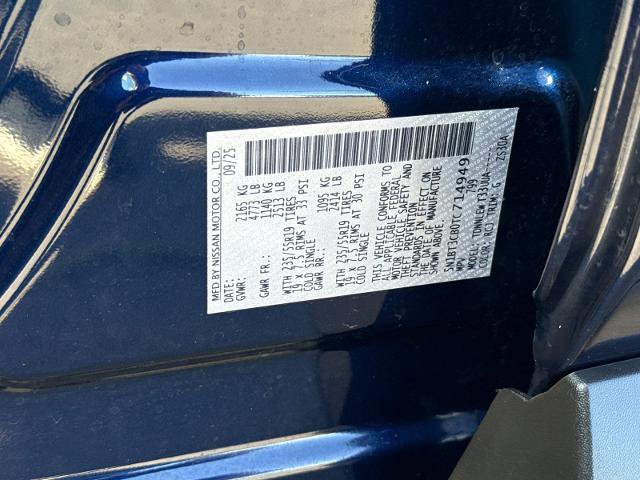 MFD BY NISSAN MOTOR CO., LTD.
DATE: 09/25
GVWR: 2165 KG
4773 LB
GAWR FR.: 1140 KG
2513 LB
WITH 235/55R19 TIRES
19 X 7.5 RIMS AT 33 PSI
COLD SINGLE
GAWR RR.: 1095 KG
2414 LB
WITH 235/55R19 TIRES
19 X 7.5 RIMS AT 30 PSI
COLD SINGLE
THIS VEHICLE CONFORMS TO
ALL APPLICABLE FEDERAL
MOTOR VEHICLE SAFETY AND
THEFT PREVENTION
STANDARDS IN EFFECT ON
THE DATE OF MANUFACTURE
SHOWN ABOVE.
714949
MPV Z99
MODEL:
COLOR: TRIM: G ZS30A